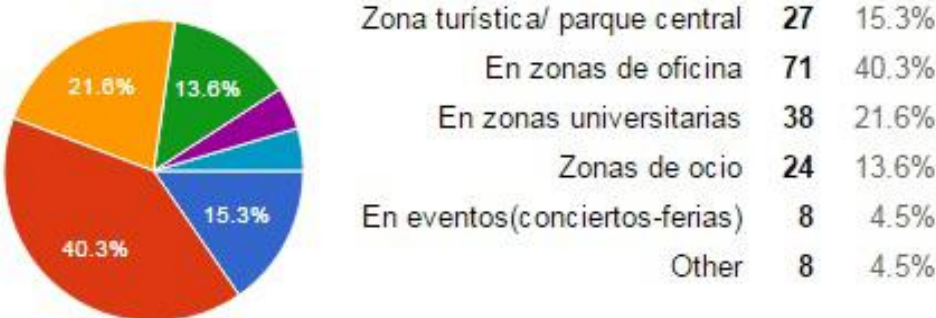 Zona turística/ parque central 27 15.3%
En zonas de oficina 71 40.3%
En zonas universitarias 38 21.6%
Zonas de ocio 24 13.6%
En eventos(conciertos-ferias) 8 4.5%
Other 8 4.5%
21.6%
13.6%
15.3%
40.3%